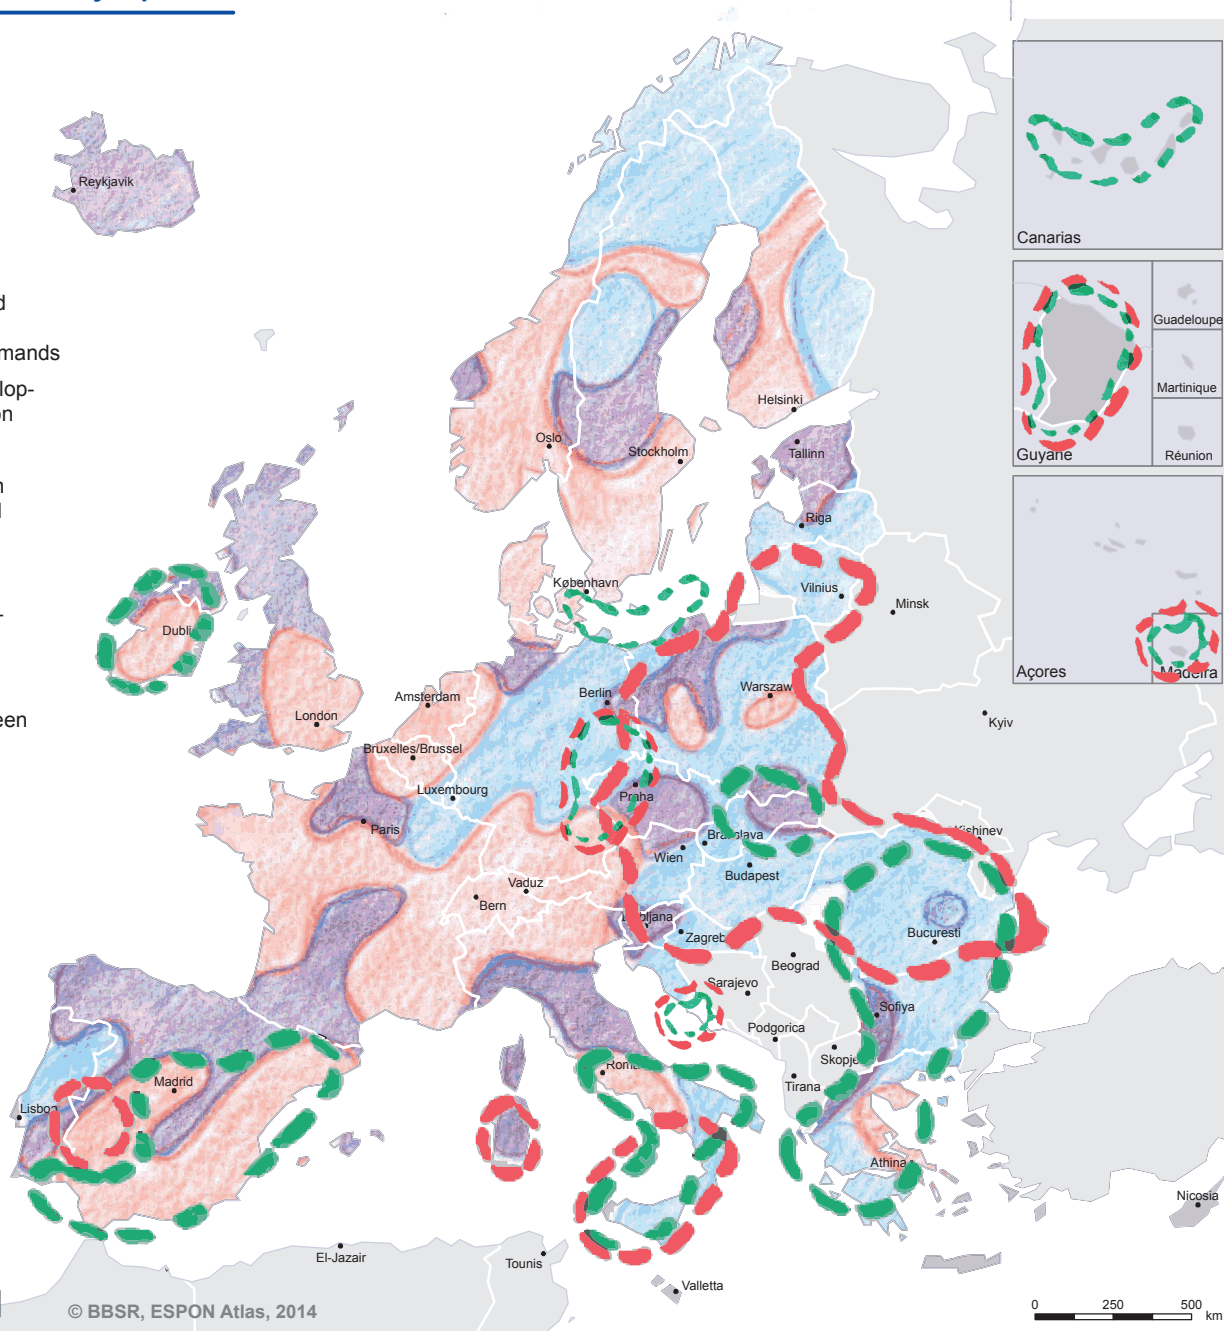 Reykjavik
Canarias
d
mands
lop-
on
Guadeloupe
Martinique
Guyane
Réunion
Helsinki
Oslo
Stockholm
Tallinn
Riga
København
Vilnius
Minsk
Dubli
Açores
Madeira
Berlin
Warszaw
Amsterdam
London
een
Kyiv
Bruxelles/Brussel
Luxembourg
Praha
Paris
Kishinev
Wien
Budapest
Vaduz
Bern
Zagreb
Bucuresti
Beograd
Sarajevo
Sofiya
Podgorica
Skopje
Roma
Tirana
Madrid
Lisboa
Athina
Nicosia
El-Jazair
Tounis
Valletta
© BBSR, ESPON Atlas, 2014
0 250 500
km